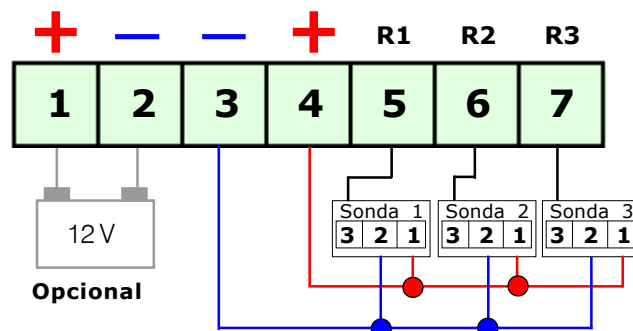 + — — + R1 R2 R3
1 2 3 4 5 6 7
Sonda 1 Sonda 2 Sonda 3
3 2 1 3 2 1 3 2 1
12 V
Opcional